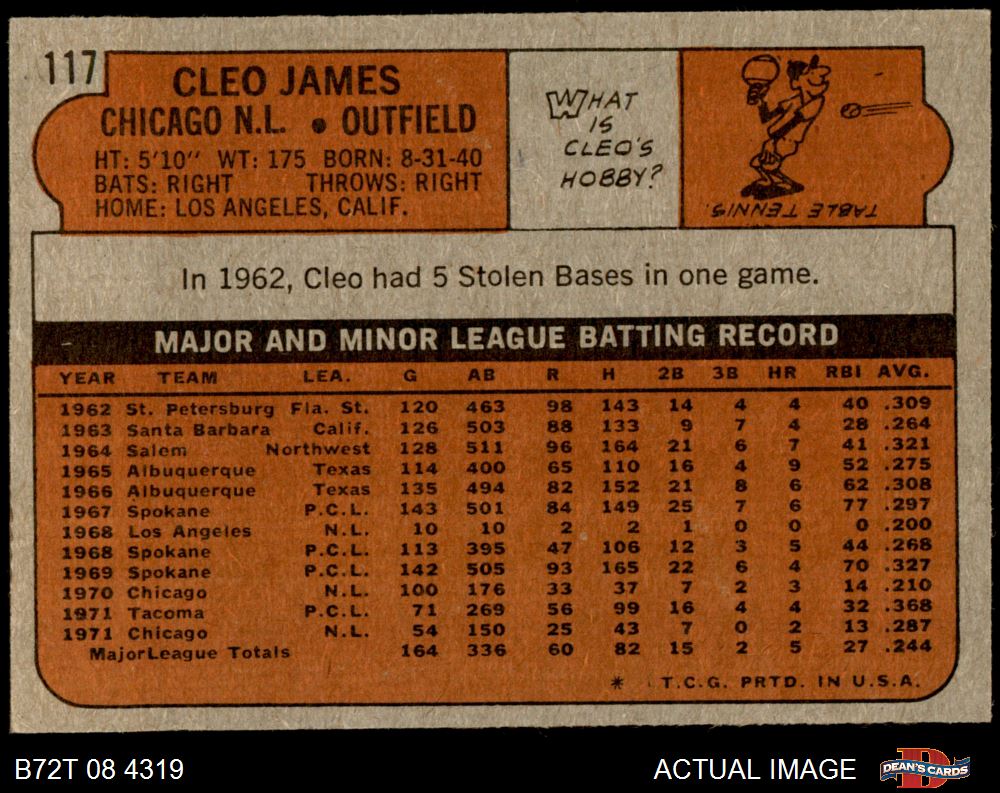 117
CLEO JAMES
CHICAGO N.L. • OUTFIELD
HT: 5'10" WT: 175 BORN: 8-31-40
BATS: RIGHT THROWS: RIGHT
HOME: LOS ANGELES, CALIF.
WHAT
IS
CLEO'S
HOBBY?
TABLE TENNIS.
In 1962, Cleo had 5 Stolen Bases in one game.
MAJOR AND MINOR LEAGUE BATTING RECORD
YEAR TEAM LEA. G AB R H 2B 3B HR RBI AVG.
1962 St. Petersburg Fla. St. 120 463 98 143 14 4 4 40 .309
1963 Santa Barbara Calif. 126 503 88 133 9 7 4 28 .264
1964 Salem Northwest 128 511 96 164 21 6 7 41 .321
1965 Albuquerque Texas 114 400 65 110 16 4 9 52 .275
1966 Albuquerque Texas 135 494 82 152 21 8 6 62 .308
1967 Spokane P.C.L. 143 501 84 149 25 7 6 77 .297
1968 Los Angeles N.L. 10 10 2 2 1 0 0 0 .200
1968 Spokane P.C.L. 113 395 47 106 12 3 5 44 .268
1969 Spokane P.C.L. 142 505 93 165 22 6 4 70 .327
1970 Chicago N.L. 100 176 33 37 7 2 3 14 .210
1971 Tacoma P.C.L. 71 269 56 99 16 4 4 32 .368
1971 Chicago N.L. 54 150 25 43 7 0 2 13 .287
Major League Totals 164 336 60 82 15 2 5 27 .244
* T.C.G. PRTD. IN U.S.A.
B72T 08 4319
ACTUAL IMAGE
DEAN'S CARDS